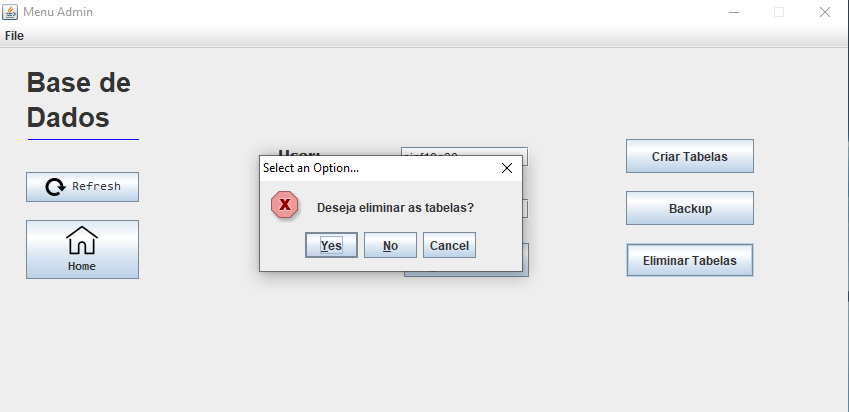 Menu Admin
File
Base de
Dados
Refresh
Home
User:
Select an Option...
Deseja eliminar as tabelas?
Yes
No
Cancel
Criar Tabelas
Backup
Eliminar Tabelas